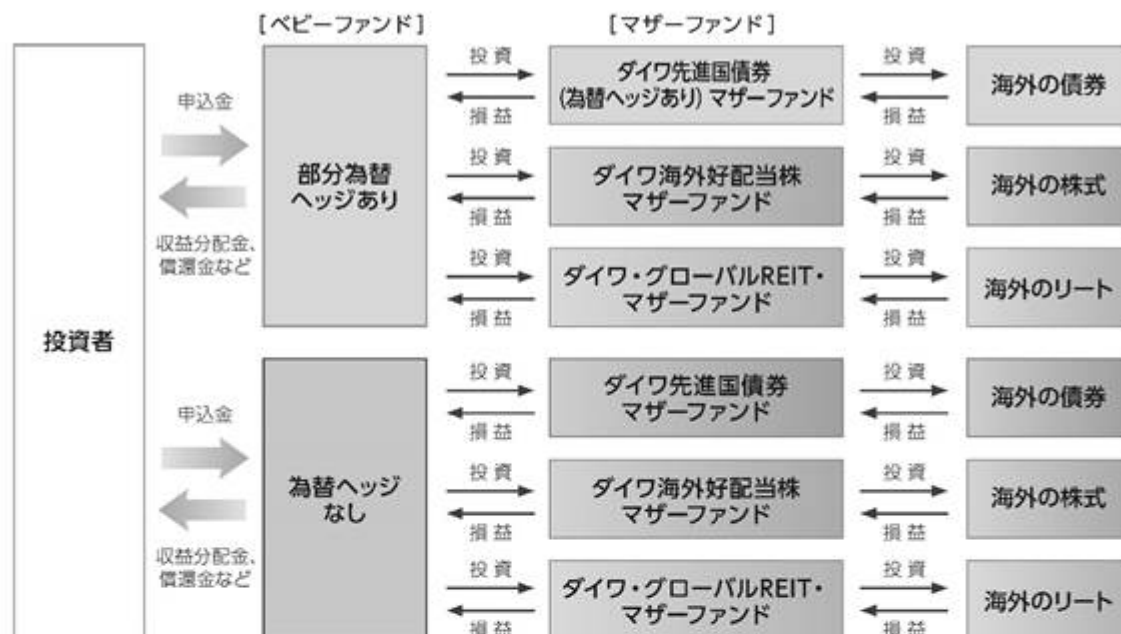 [ベビーファンド]
[マザーファンド]
投資者
申込金
収益分配金、
償還金など
部分為替
ヘッジあり
投資
損益
ダイワ先進国債券
(為替ヘッジあり) マザーファンド
投資
損益
海外の債券
投資
損益
ダイワ海外好配当株
マザーファンド
投資
損益
海外の株式
投資
損益
ダイワ・グローバルREIT・
マザーファンド
投資
損益
海外のリート
申込金
収益分配金、
償還金など
為替ヘッジ
なし
投資
損益
ダイワ先進国債券
マザーファンド
投資
損益
海外の債券
投資
損益
ダイワ海外好配当株
マザーファンド
投資
損益
海外の株式
投資
損益
ダイワ・グローバルREIT・
マザーファンド
投資
損益
海外のリート